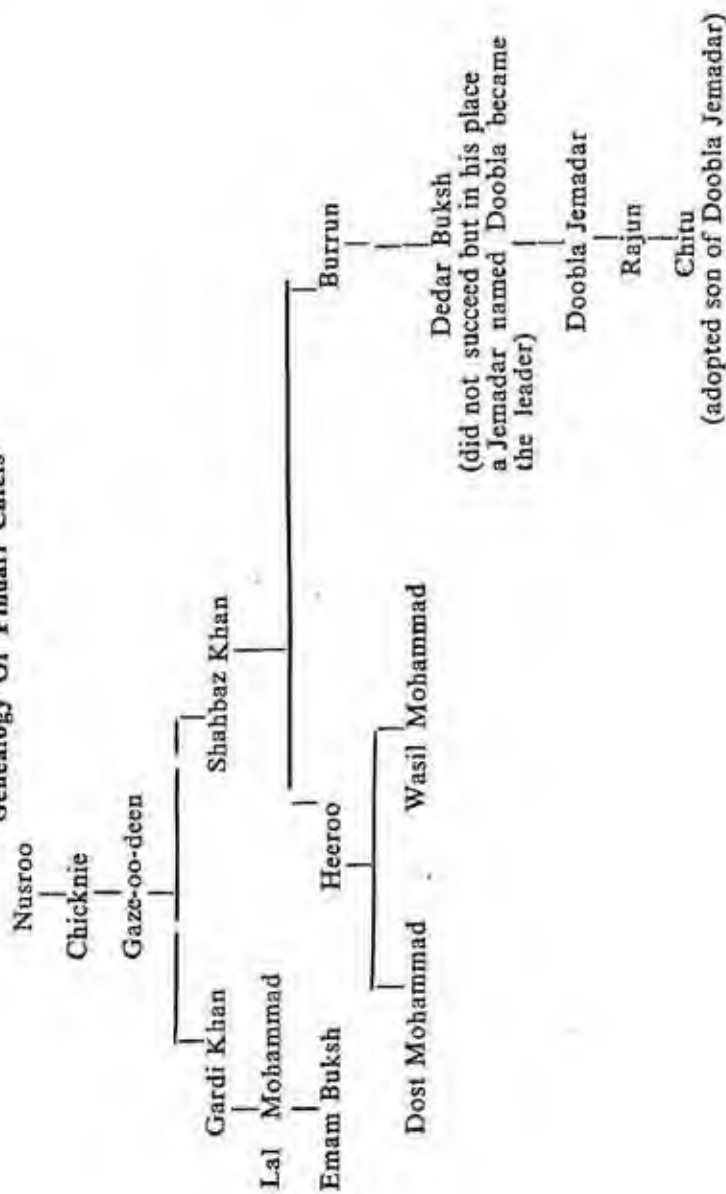 Genealogy Of Pindari Chiefs
Nusroo
Chicknie
Gaze-oo-deen
Gardi Khan
Shahbaz Khan
Lal Mohammad
Emam Buksh
Heeroo
Burrun
Dost Mohammad
Wasil Mohammad
Dedar Buksh
(did not succeed but in his place
a Jemadar named Doobla became
the leader)
Doobla Jemadar
Rajun
Chitu
(adopted son of Doobla Jemadar)